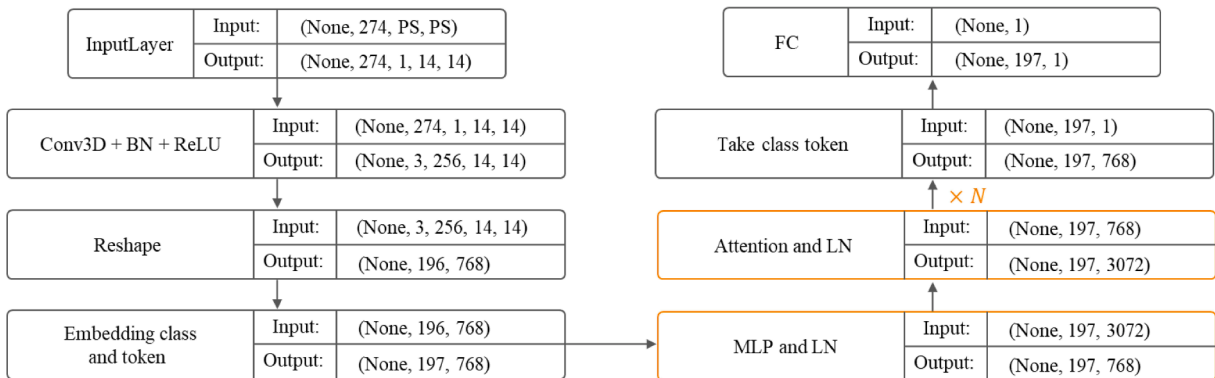 InputLayer
Input: (None, 274, PS, PS)
Output: (None, 274, 1, 14, 14)
Conv3D + BN + ReLU
Input: (None, 274, 1, 14, 14)
Output: (None, 3, 256, 14, 14)
Reshape
Input: (None, 3, 256, 14, 14)
Output: (None, 196, 768)
Embedding class
and token
Input: (None, 196, 768)
Output: (None, 197, 768)
MLP and LN
Input: (None, 197, 3072)
Output: (None, 197, 768)
Attention and LN
Input: (None, 197, 768)
Output: (None, 197, 3072)
× N
Take class token
Input: (None, 197, 1)
Output: (None, 197, 768)
FC
Input: (None, 1)
Output: (None, 197, 1)